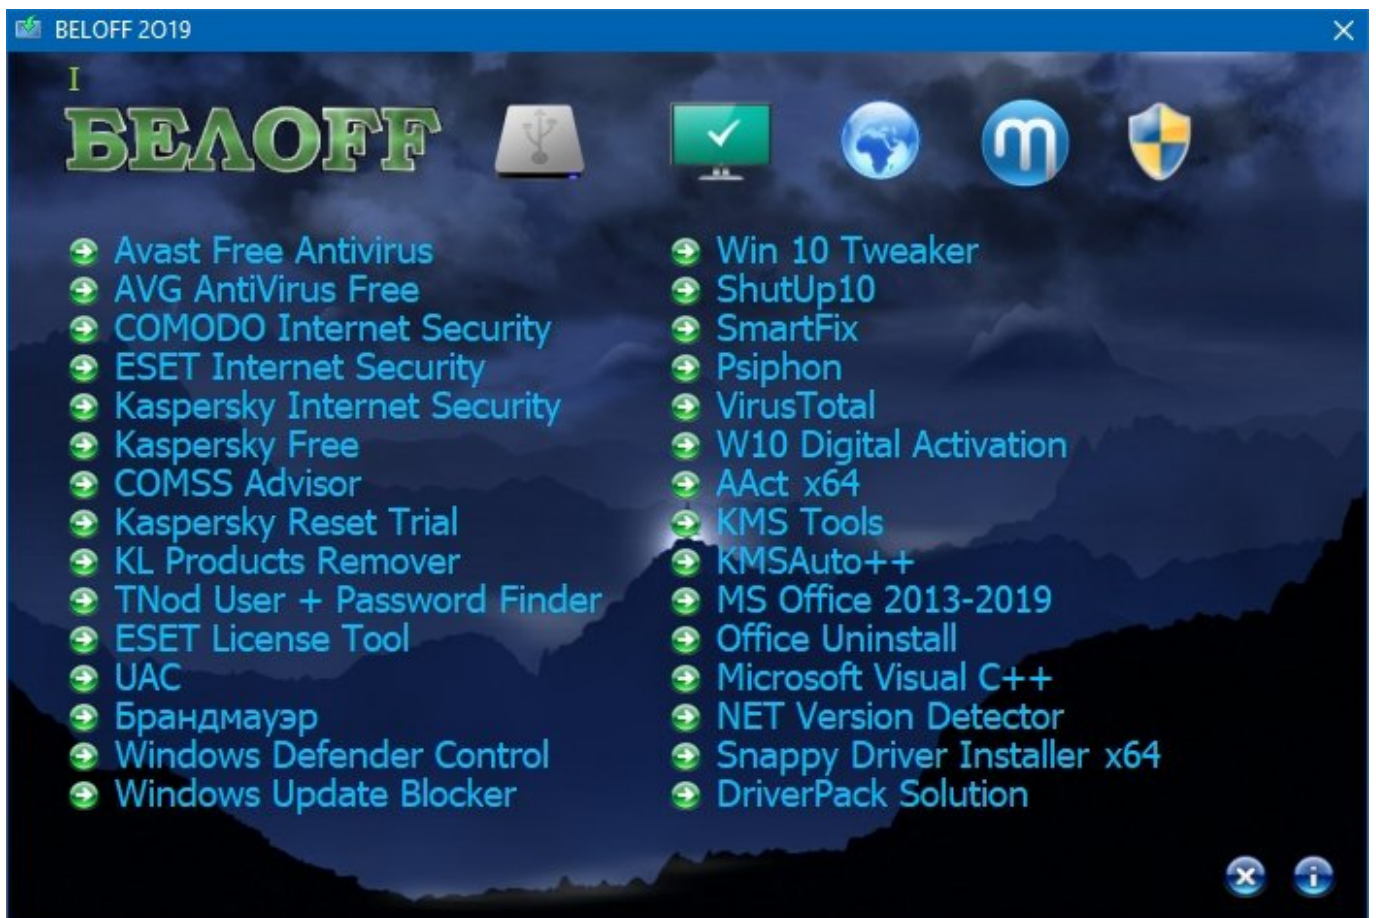 BELOFF 2O19
I
БЕЛОFF
Avast Free Antivirus
AVG AntiVirus Free
COMODO Internet Security
ESET Internet Security
Kaspersky Internet Security
Kaspersky Free
COMSS Advisor
Kaspersky Reset Trial
KL Products Remover
TNod User + Password Finder
ESET License Tool
UAC
Брандмауэр
Windows Defender Control
Windows Update Blocker
Win 10 Tweaker
ShutUp10
SmartFix
Psiphon
VirusTotal
W10 Digital Activation
AAct x64
KMS Tools
KMSAuto++
MS Office 2013-2019
Office Uninstall
Microsoft Visual C++
NET Version Detector
Snappy Driver Installer x64
DriverPack Solution